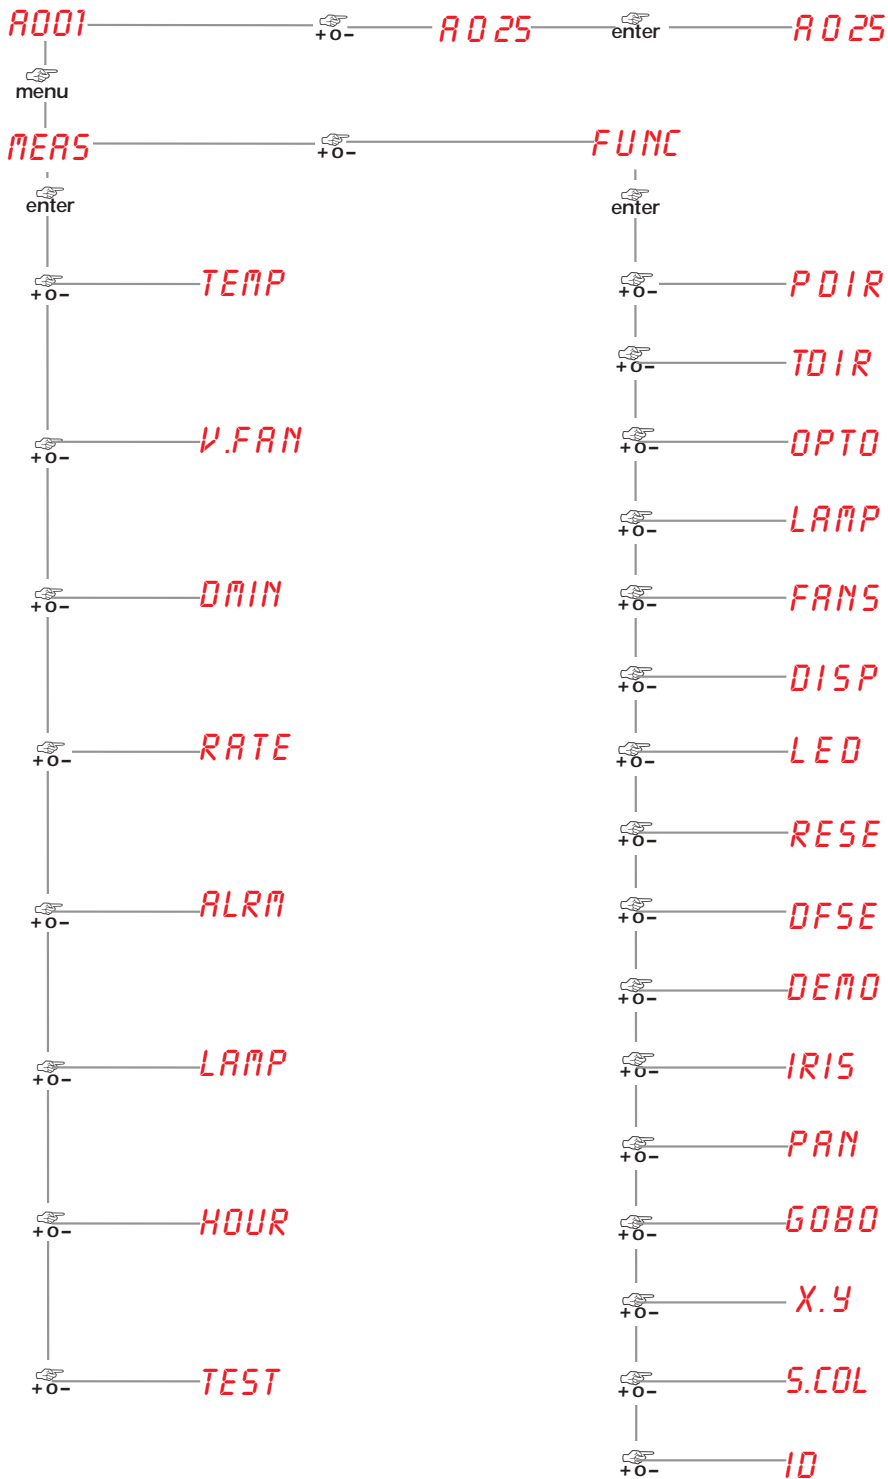 A001 +o- A025 enter A025
menu
MEAS +o- FUNC
enter enter
+o- TEMP +o- PDIR
+o- TDIR
+o- V.FAN +o- OPTO
+o- LAMP
+o- DMIN +o- FANS
+o- DISP
+o- RATE +o- LED
+o- RESE
+o- ALRM +o- DFSE
+o- DEMO
+o- LAMP +o- IRIS
+o- PAN
+o- HOUR +o- GOBO
+o- X.Y
+o- TEST +o- S.COL
+o- ID